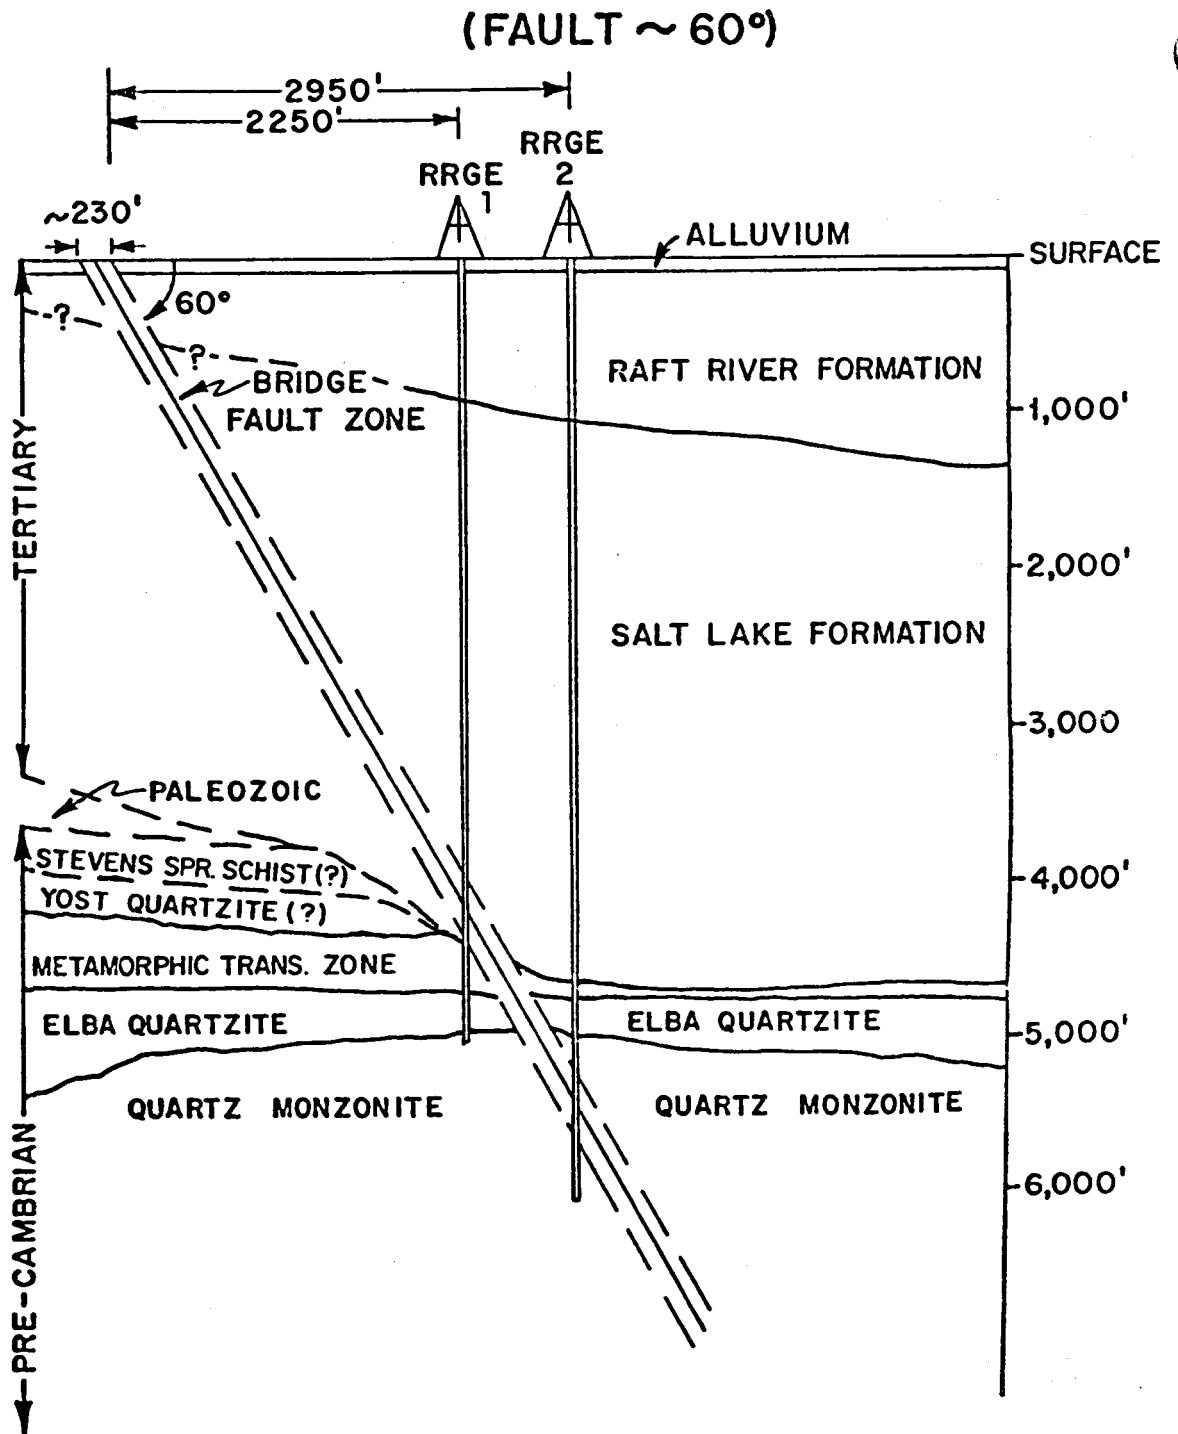 (FAULT ~ 60°)
2950'
2250'
RRGE
2
RRGE
1
~230'
ALLUVIUM
SURFACE
60°
?
?
RAFT RIVER FORMATION
BRIDGE
FAULT ZONE
1,000'
TERTIARY
2,000'
SALT LAKE FORMATION
3,000
PALEOZOIC
STEVENS SPR. SCHIST (?)
4,000'
YOST QUARTZITE (?)
METAMORPHIC TRANS. ZONE
ELBA QUARTZITE
ELBA QUARTZITE
5,000'
QUARTZ MONZONITE
QUARTZ MONZONITE
PRE-CAMBRIAN
6,000'